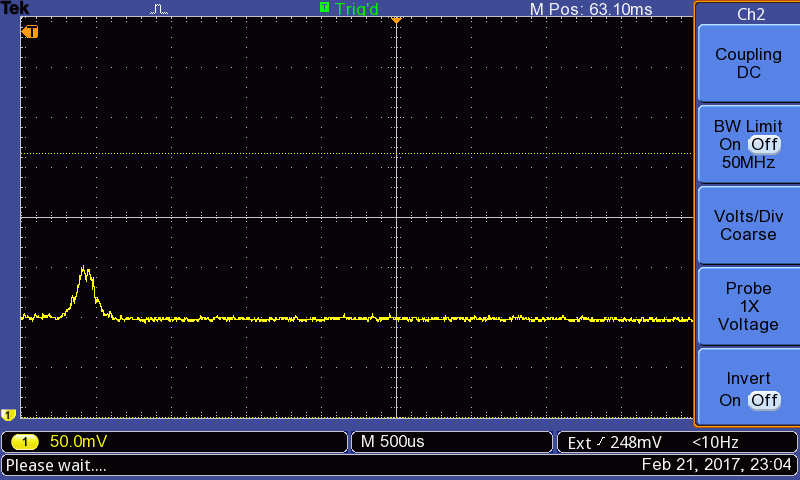 Tek
T Trig'd
M Pos: 63.10ms
Ch2
T
Coupling
DC
BW Limit
On Off
50MHz
Volts/Div
Coarse
Probe
1X
Voltage
Invert
On Off
1
1 50.0mV
M 500us
Ext 248mV
<10Hz
Please wait....
Feb 21, 2017, 23:04